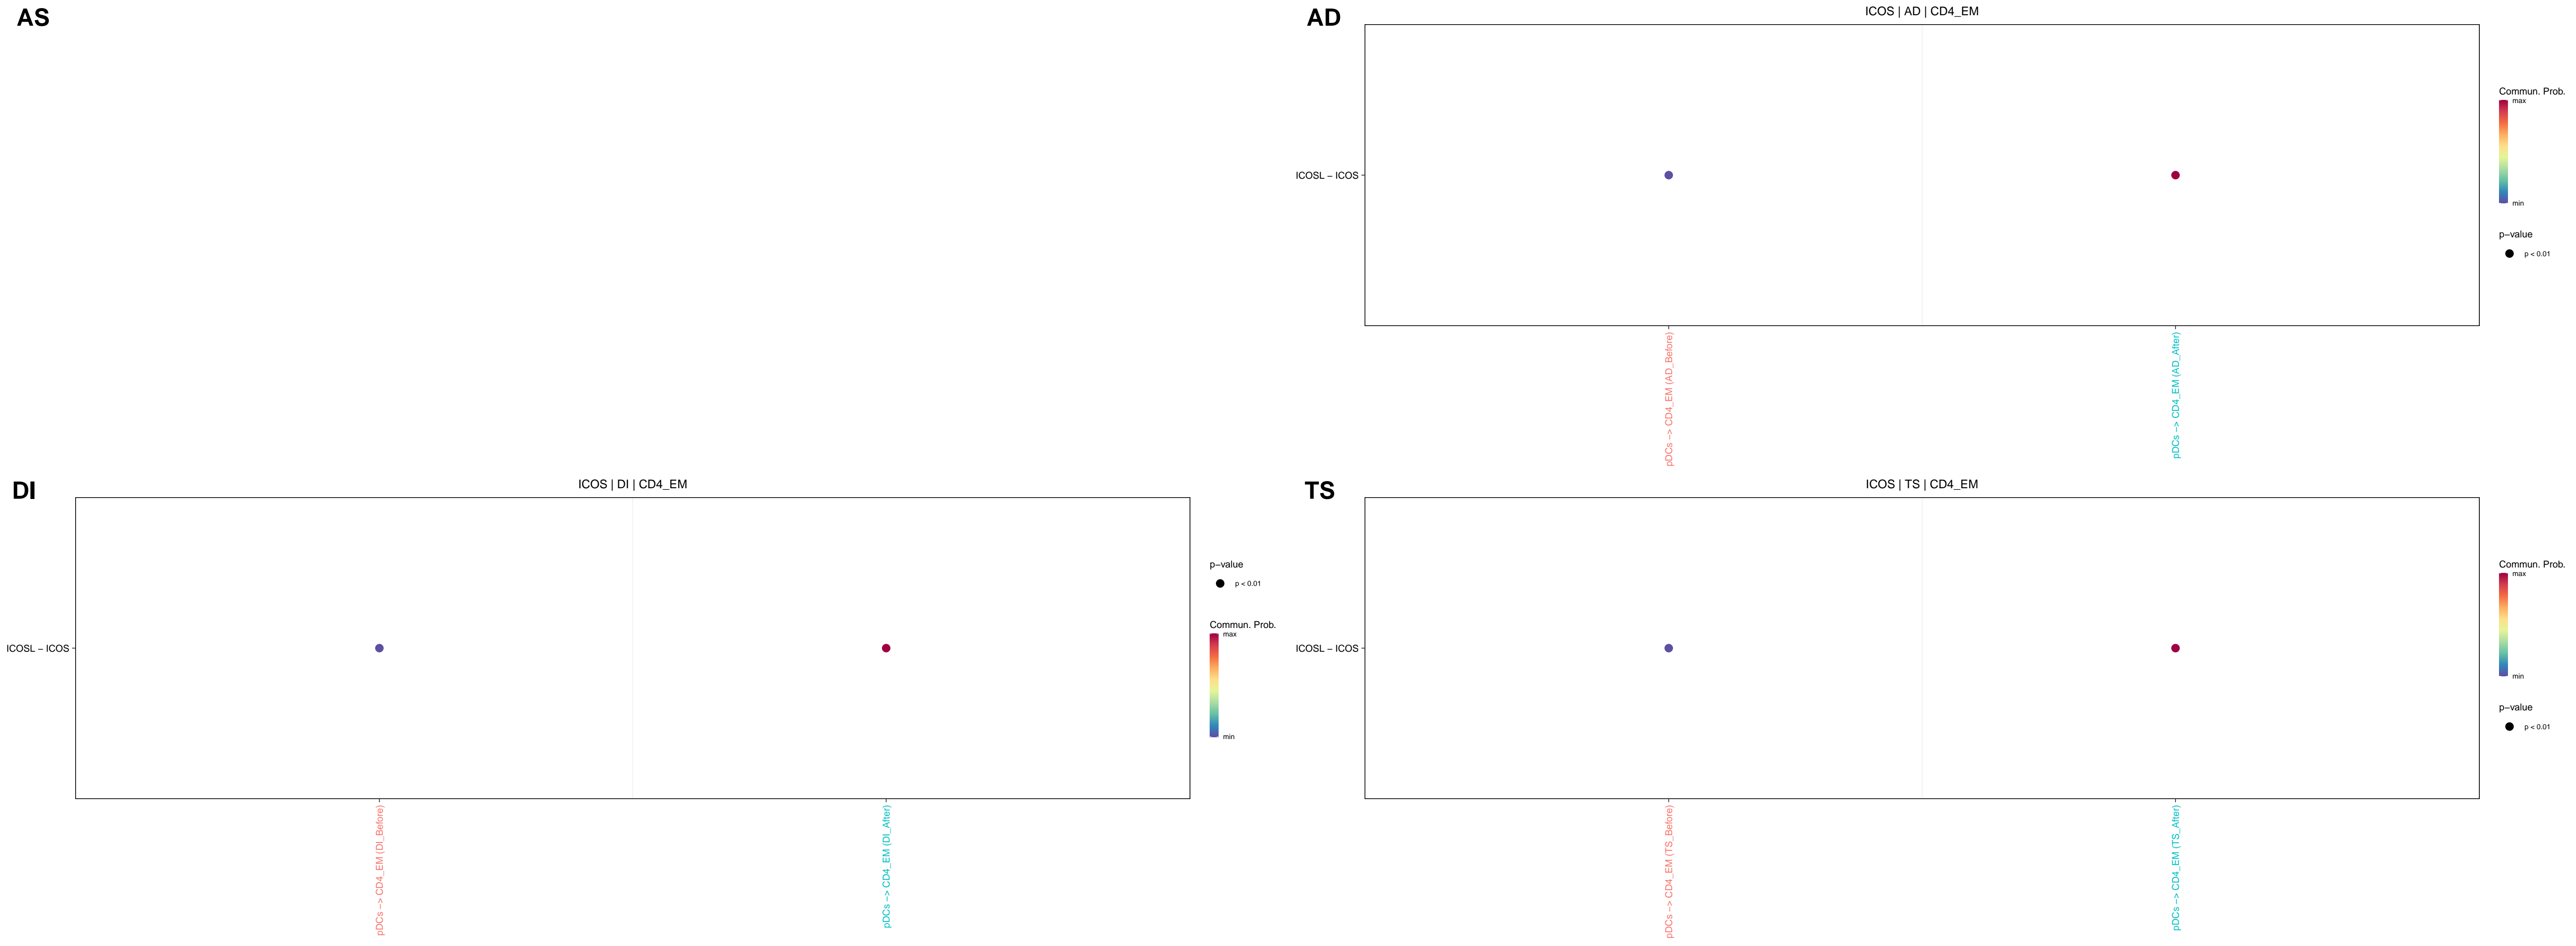 AS
AD
ICOS | AD | CD4_EM
ICOSL − ICOS
pDCs −> CD4_EM (AD_Before)
pDCs −> CD4_EM (AD_After)
Commun. Prob.
max
min
p−value
p < 0.01
DI
ICOS | DI | CD4_EM
ICOSL − ICOS
pDCs −> CD4_EM (DI_Before)
pDCs −> CD4_EM (DI_After)
p−value
p < 0.01
Commun. Prob.
max
min
TS
ICOS | TS | CD4_EM
ICOSL − ICOS
pDCs −> CD4_EM (TS_Before)
pDCs −> CD4_EM (TS_After)
Commun. Prob.
max
min
p−value
p < 0.01